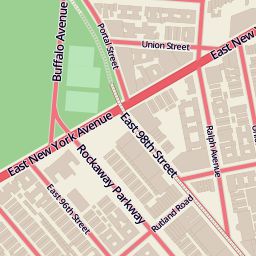 Buffalo Avenue
Portal Street
Union Street
East New
East New York Avenue
East 98th Street
Ralph Avenue
Rockaway Parkway
East 96th Street
Rutland Road